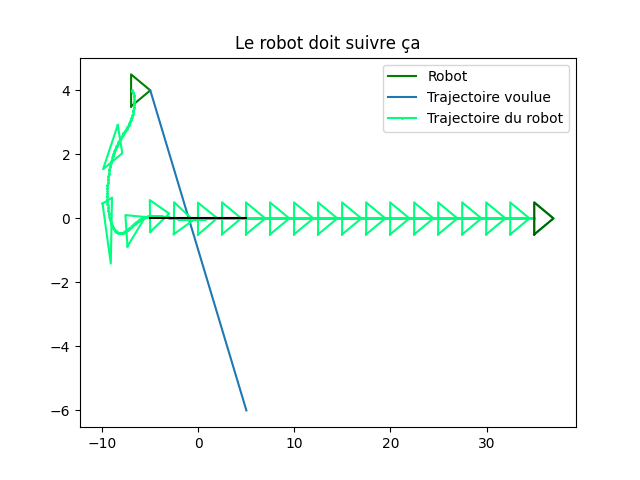 Le robot doit suivre ça
Robot
Trajectoire voulue
Trajectoire du robot
4
2
0
−2
−4
−6
−10 0 10 20 30